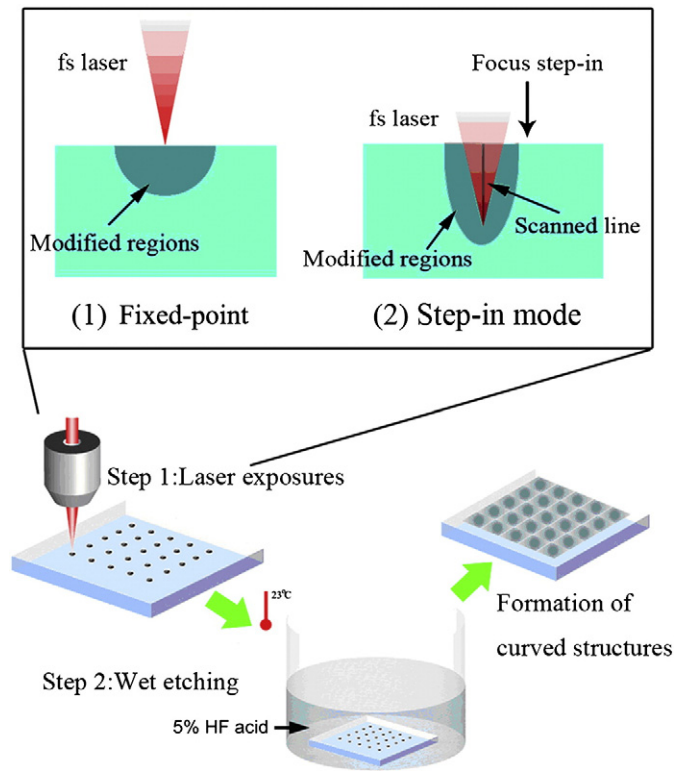 fs laser
Modified regions
(1) Fixed-point
Focus step-in
fs laser
Scanned line
Modified regions
(2) Step-in mode
Step 1:Laser exposures
23℃
Step 2:Wet etching
5% HF acid
Formation of
curved structures